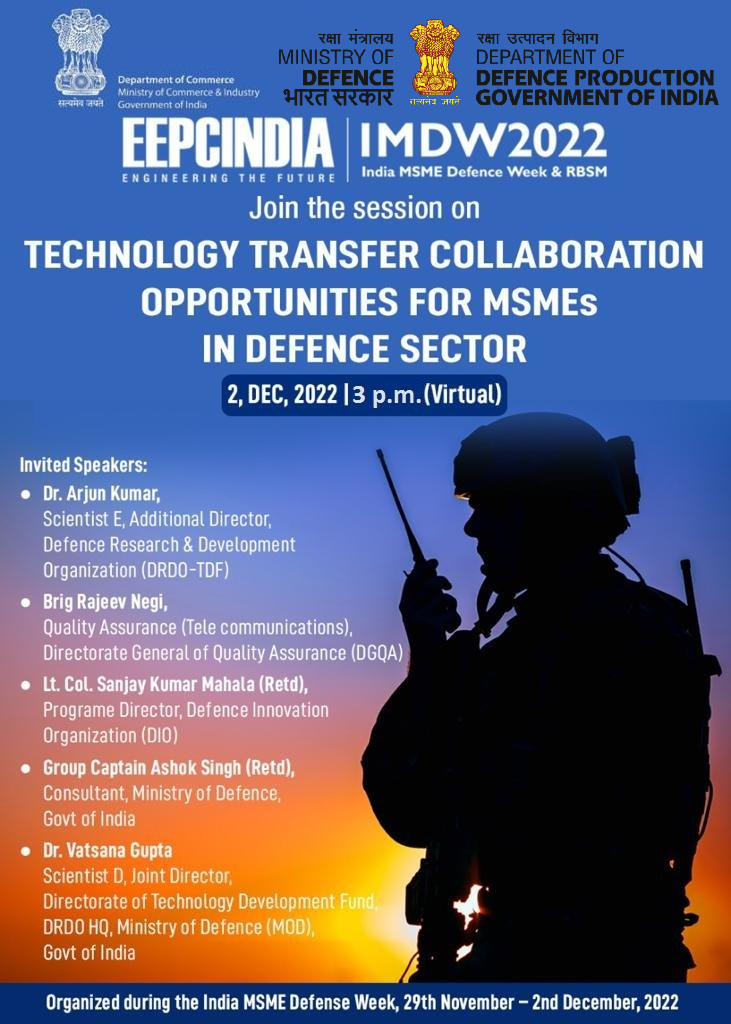 सत्यमेव जयते
Department of Commerce
Ministry of Commerce & Industry
Government of India
रक्षा मंत्रालय
MINISTRY OF
DEFENCE
भारत सरकार
सत्यमेव जयते
रक्षा उत्पादन विभाग
DEPARTMENT OF
DEFENCE PRODUCTION
GOVERNMENT OF INDIA
EEPCINDIA
ENGINEERING THE FUTURE
IMDW2022
India MSME Defence Week & RBSM
Join the session on
TECHNOLOGY TRANSFER COLLABORATION
OPPORTUNITIES FOR MSMEs
IN DEFENCE SECTOR
2, DEC, 2022 | 3 p.m. (Virtual)
Invited Speakers:
● Dr. Arjun Kumar,
Scientist E, Additional Director,
Defence Research & Development
Organization (DRDO-TDF)
● Brig Rajeev Negi,
Quality Assurance (Tele communications),
Directorate General of Quality Assurance (DGQA)
● Lt. Col. Sanjay Kumar Mahala (Retd),
Programe Director, Defence Innovation
Organization (DIO)
● Group Captain Ashok Singh (Retd),
Consultant, Ministry of Defence,
Govt of India
● Dr. Vatsana Gupta
Scientist D, Joint Director,
Directorate of Technology Development Fund,
DRDO HQ, Ministry of Defence (MOD),
Govt of India
Organized during the India MSME Defense Week, 29th November – 2nd December, 2022